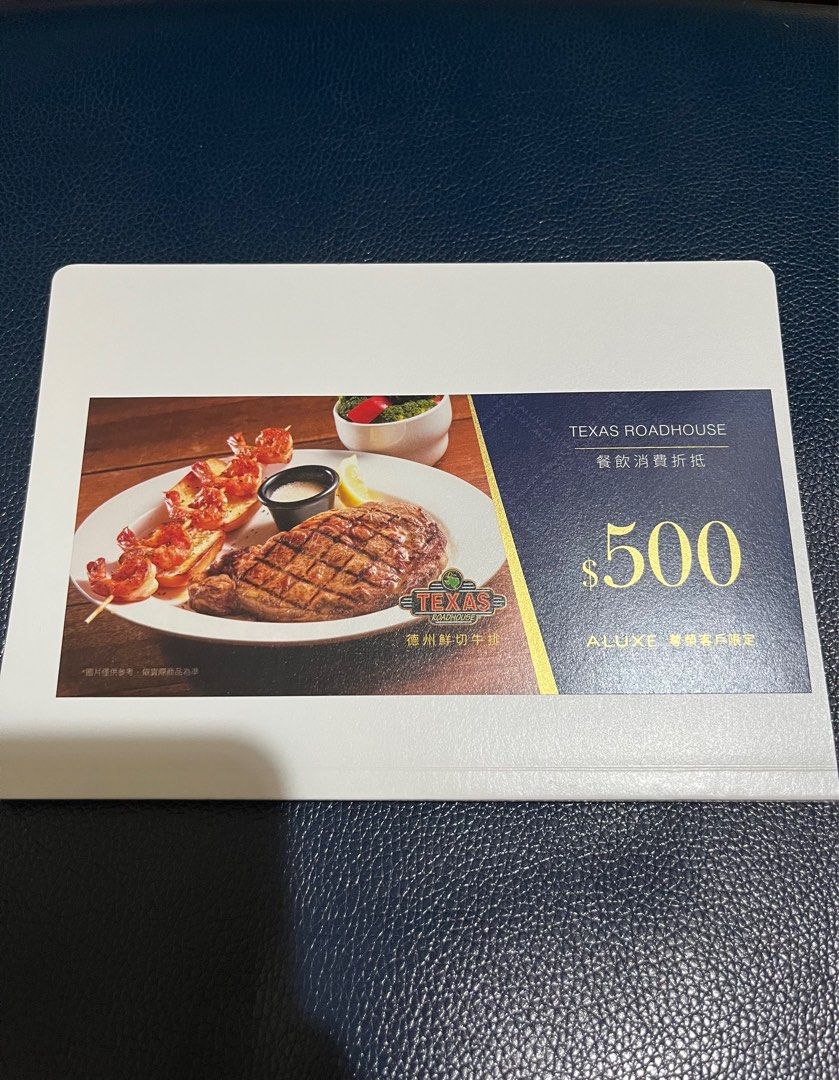 TEXAS ROADHOUSE
餐飲消費折抵
$500
ALUXE 尊榮客戶限定
TEXAS
ROADHOUSE
德州鮮切牛排
*圖片僅供參考，依實際商品為準